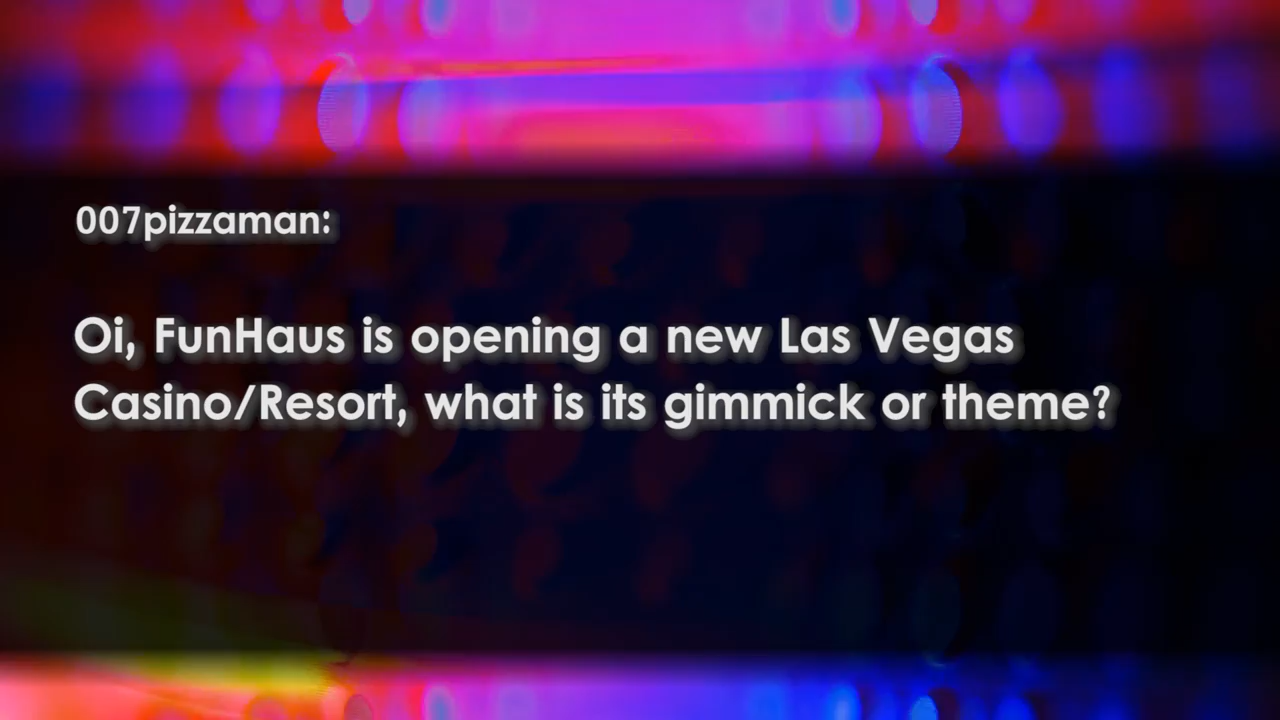 007pizzaman:
Oi, FunHaus is opening a new Las Vegas
Casino/Resort, what is its gimmick or theme?